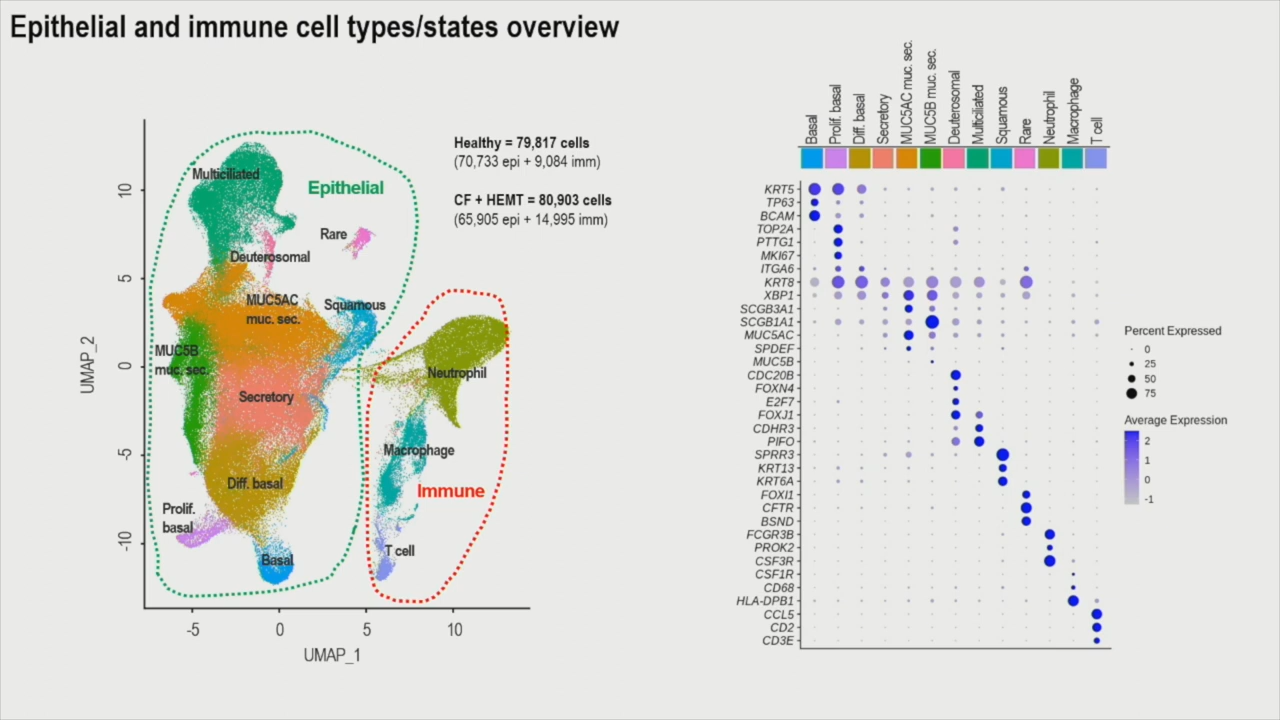 Epithelial and immune cell types/states overview
Healthy = 79,817 cells
(70,733 epi + 9,084 imm)
CF + HEMT = 80,903 cells
(65,905 epi + 14,995 imm)
Multiciliated
Epithelial
Rare
Deuterosomal
MUC5AC
muc. sec.
Squamous
MUC5B
muc. sec.
Neutrophil
Secretory
Macrophage
Diff. basal
Immune
Prolif.
basal
T cell
Basal
10
5
0
-5
-10
UMAP_2
-5
0
5
10
UMAP_1
Basal
Prolif. basal
Diff. basal
Secretory
MUC5AC muc. sec.
MUC5B muc. sec.
Deuterosomal
Multiciliated
Squamous
Rare
Neutrophil
Macrophage
T cell
KRT5
TP63
BCAM
TOP2A
PTTG1
MKI67
ITGA6
KRT8
XBP1
SCGB3A1
SCGB1A1
MUC5AC
SPDEF
MUC5B
CDC20B
FOXN4
E2F7
FOXJ1
CDHR3
PIFO
SPRR3
KRT13
KRT6A
FOXI1
CFTR
BSND
FCGR3B
PROK2
CSF3R
CSF1R
CD68
HLA-DPB1
CCL5
CD2
CD3E
Percent Expressed
0
25
50
75
Average Expression
2
1
0
-1